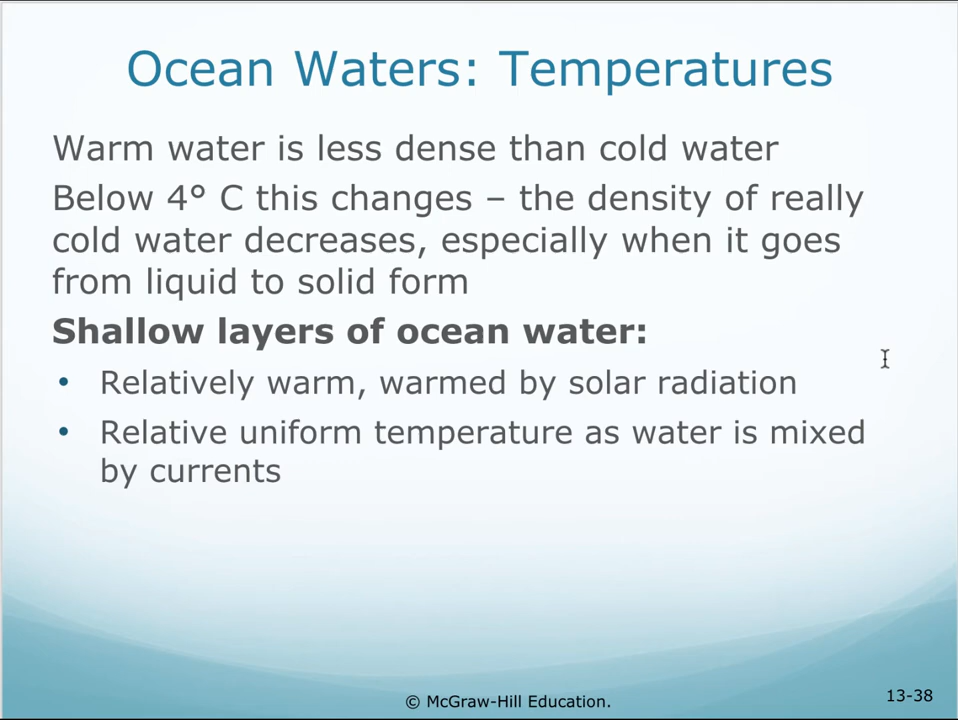 Ocean Waters: Temperatures
Warm water is less dense than cold water
Below 4° C this changes – the density of really
cold water decreases, especially when it goes
from liquid to solid form
Shallow layers of ocean water:
• Relatively warm, warmed by solar radiation
• Relative uniform temperature as water is mixed
by currents
© McGraw-Hill Education.
13-38